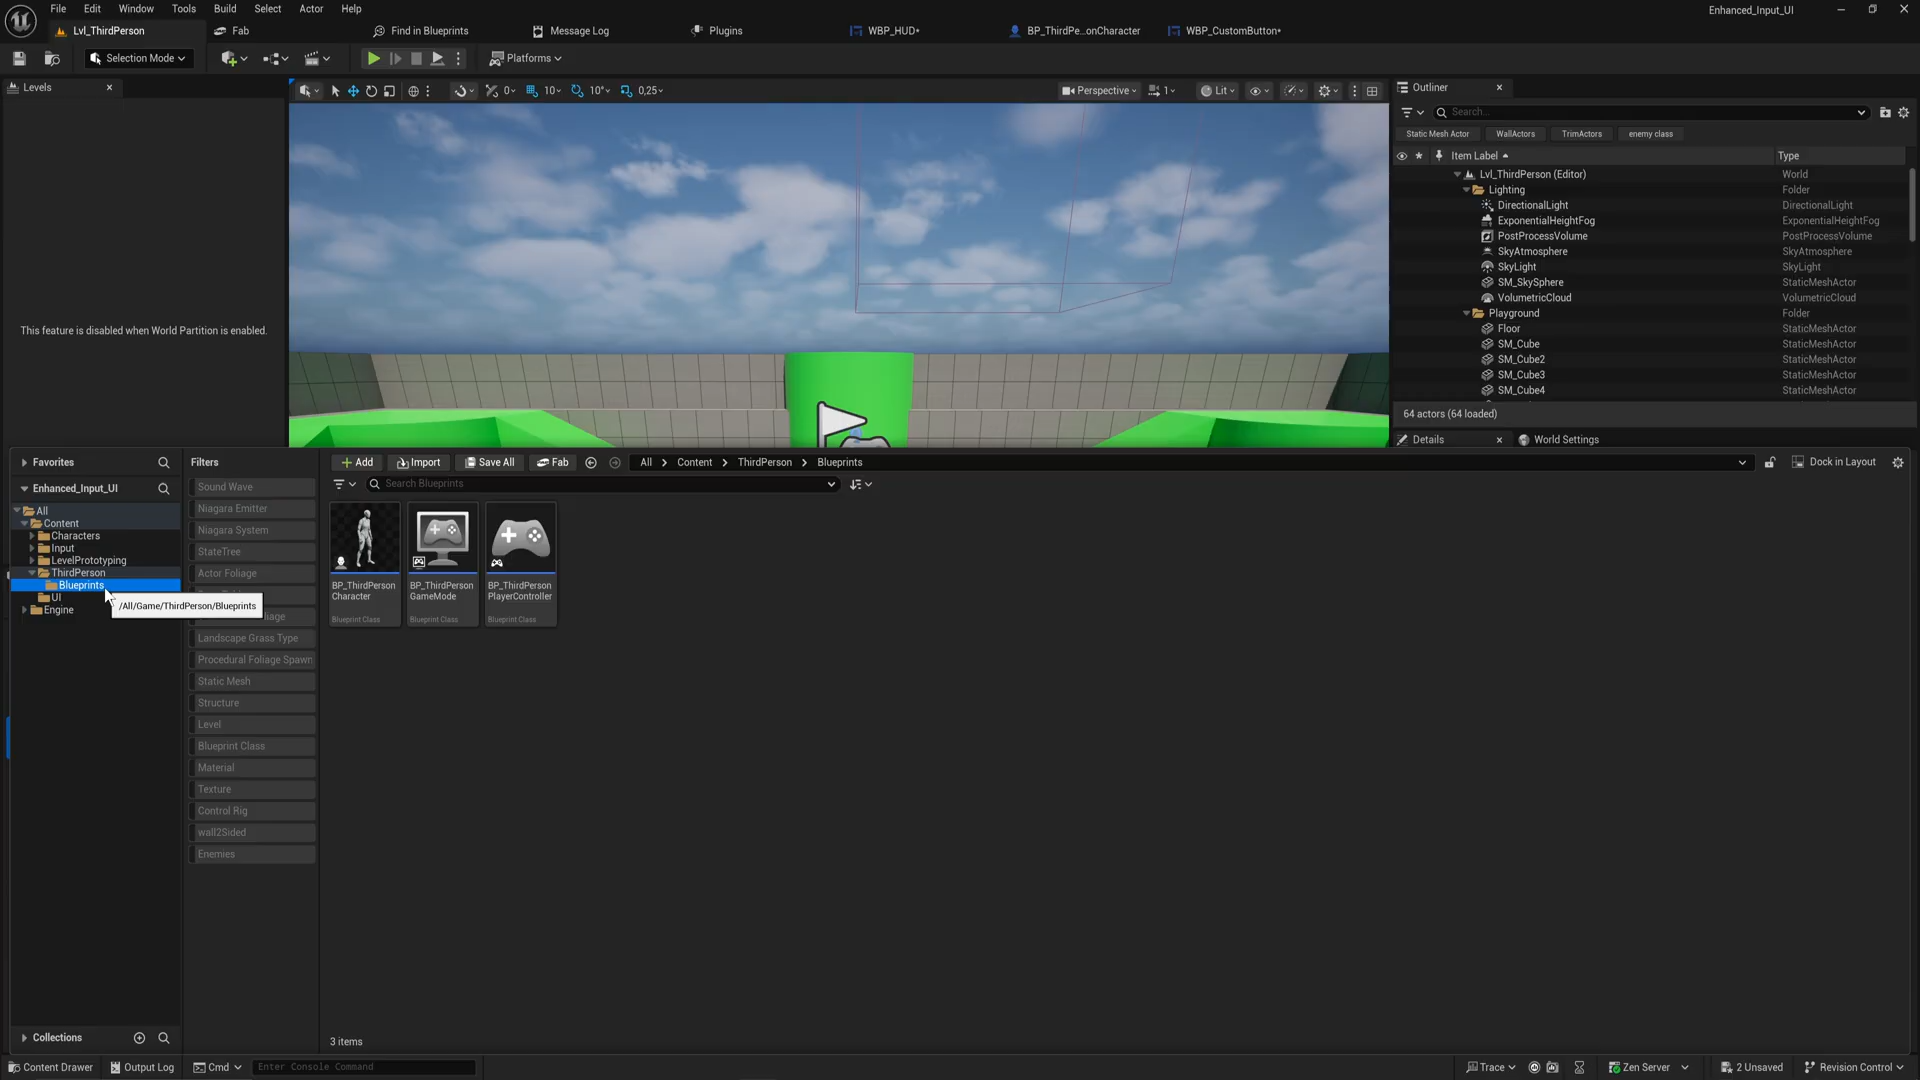 File Edit Window Tools Build Select Actor Help
Enhanced_Input_UI
Lvl_ThirdPerson
Fab
Find in Blueprints
Message Log
Plugins
WBP_HUD*
BP_ThirdPe..onCharacter
WBP_CustomButton*
Selection Mode
Platforms
Levels
0
10
10°
0,25
Perspective
1
Lit
Outliner
Search...
Static Mesh Actor
WallActors
TrimActors
enemy class
Item Label
Type
Lvl_ThirdPerson (Editor) World
Lighting Folder
DirectionalLight DirectionalLight
ExponentialHeightFog ExponentialHeightFog
PostProcessVolume PostProcessVolume
SkyAtmosphere SkyAtmosphere
SkyLight SkyLight
SM_SkySphere StaticMeshActor
VolumetricCloud VolumetricCloud
Playground Folder
Floor StaticMeshActor
SM_Cube StaticMeshActor
SM_Cube2 StaticMeshActor
SM_Cube3 StaticMeshActor
SM_Cube4 StaticMeshActor
64 actors (64 loaded)
Details
World Settings
This feature is disabled when World Partition is enabled.
Favorites
Enhanced_Input_UI
All
Content
Characters
Input
LevelPrototyping
ThirdPerson
Blueprints
UI
Engine
/All/Game/ThirdPerson/Blueprints
Collections
Filters
Sound Wave
Niagara Emitter
Niagara System
StateTree
Actor Foliage
Landscape Grass Type
Procedural Foliage Spawn
Static Mesh
Structure
Level
Blueprint Class
Material
Texture
Control Rig
wall2Sided
Enemies
Add
Import
Save All
Fab
All
Content
ThirdPerson
Blueprints
Dock in Layout
Search Blueprints
BP_ThirdPerson
Character
Blueprint Class
BP_ThirdPerson
GameMode
Blueprint Class
BP_ThirdPerson
PlayerController
Blueprint Class
3 items
Content Drawer
Output Log
Cmd
Enter Console Command
Trace
Zen Server
2 Unsaved
Revision Control